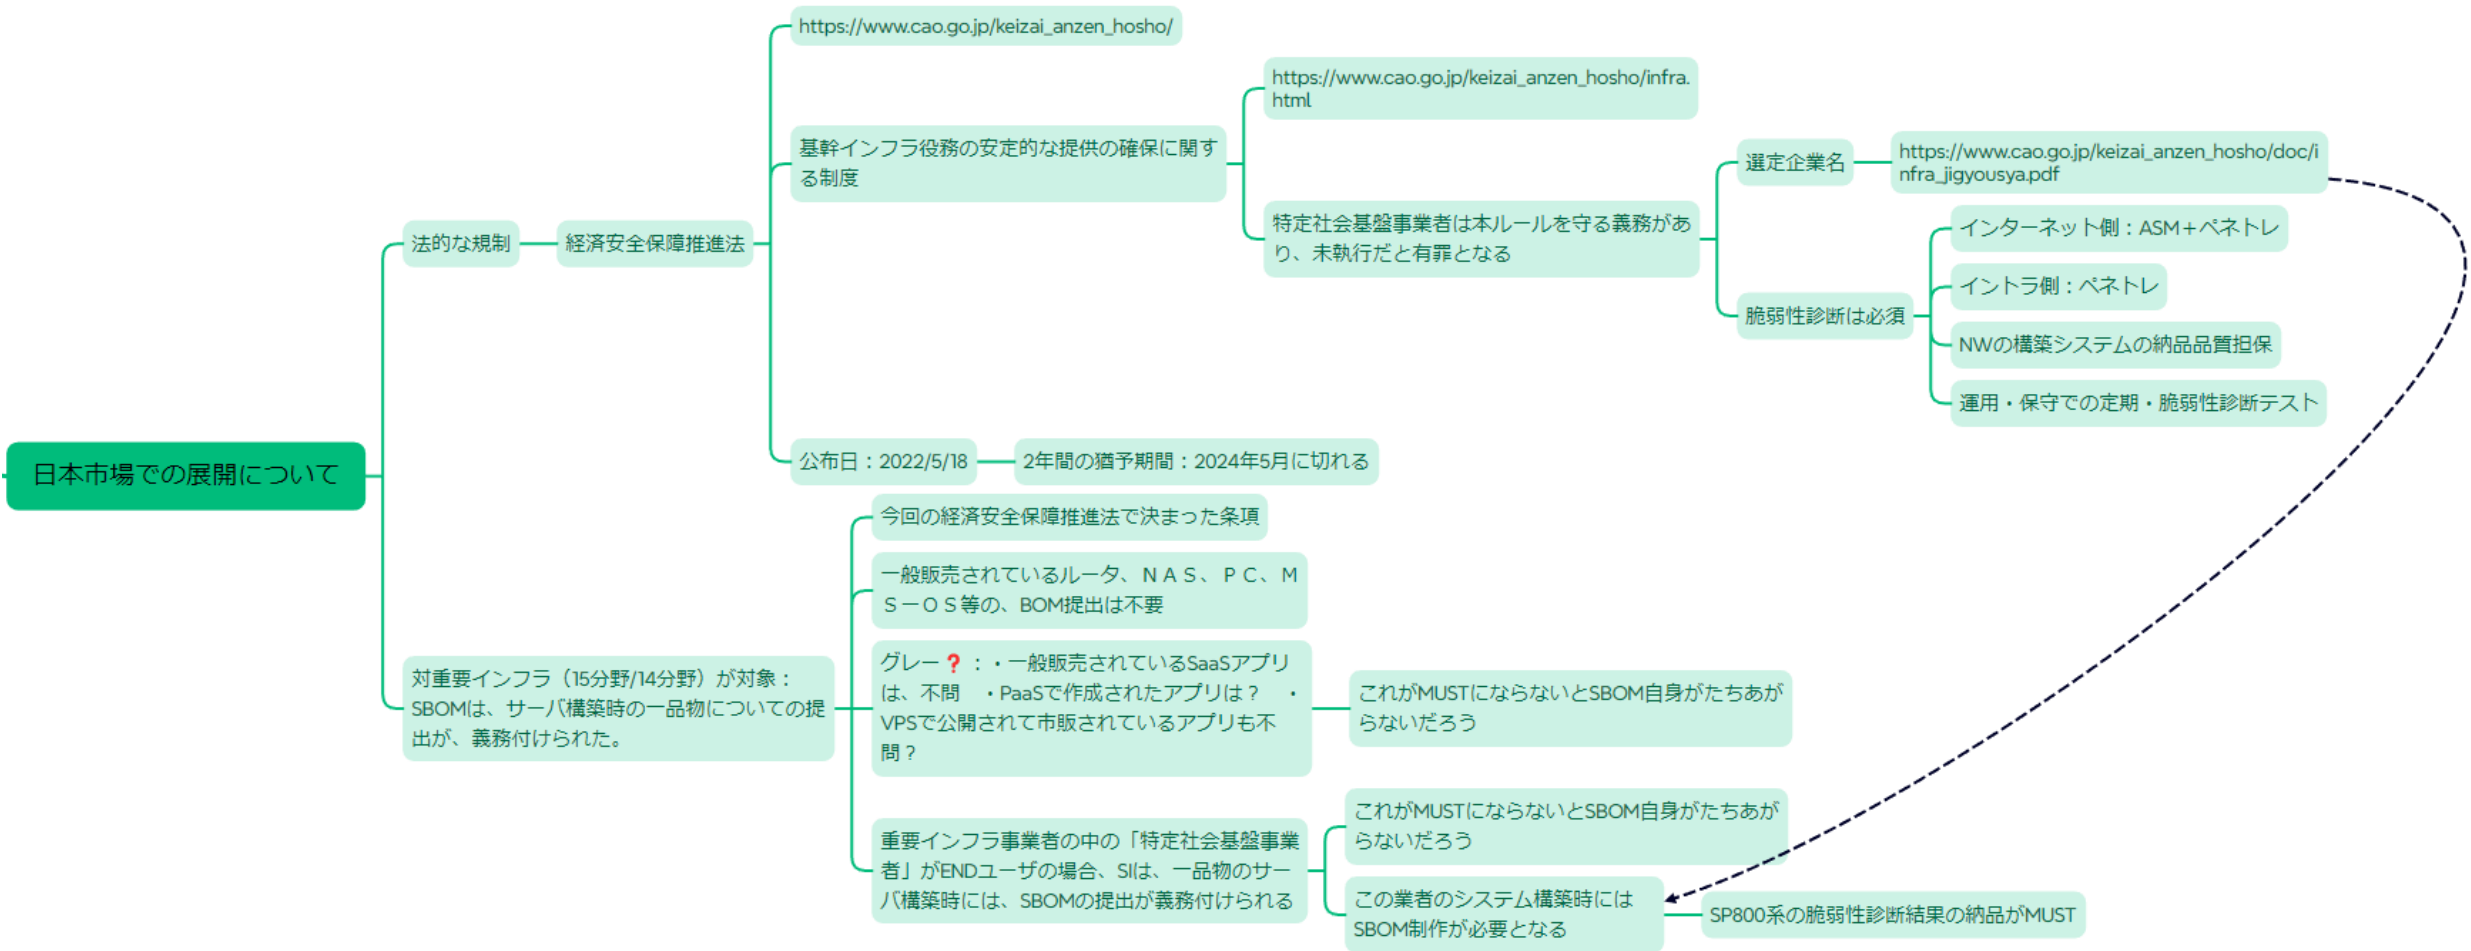 日本市場での展開について
法的な規制
経済安全保障推進法
https://www.cao.go.jp/keizai_anzen_hosho/
基幹インフラ役務の安定的な提供の確保に関す
る制度
https://www.cao.go.jp/keizai_anzen_hosho/infra.
html
特定社会基盤事業者は本ルールを守る義務があ
り、未執行だと有罪となる
選定企業名
https://www.cao.go.jp/keizai_anzen_hosho/doc/i
nfra_jigyousya.pdf
脆弱性診断は必須
インターネット側：ASM＋ペネトレ
イントラ側：ペネトレ
NWの構築システムの納品品質担保
運用・保守での定期・脆弱性診断テスト
公布日：2022/5/18
2年間の猶予期間：2024年5月に切れる
対重要インフラ（15分野/14分野）が対象：
SBOMは、サーバ構築時の一品物についての提
出が、義務付けられた。
今回の経済安全保障推進法で決まった条項
一般販売されているルータ、ＮＡＳ、ＰＣ、Ｍ
Ｓ－ＯＳ等の、BOM提出は不要
グレー❓：・一般販売されているSaaSアプリ
は、不問　・PaaSで作成されたアプリは？　・
VPSで公開されて市販されているアプリも不
問？
これがMUSTにならないとSBOM自身がたちあが
らないだろう
重要インフラ事業者の中の「特定社会基盤事業
者」がENDユーザの場合、SIは、一品物のサー
バ構築時には、SBOMの提出が義務付けられる
これがMUSTにならないとSBOM自身がたちあが
らないだろう
この業者のシステム構築時には
SBOM制作が必要となる
SP800系の脆弱性診断結果の納品がMUST